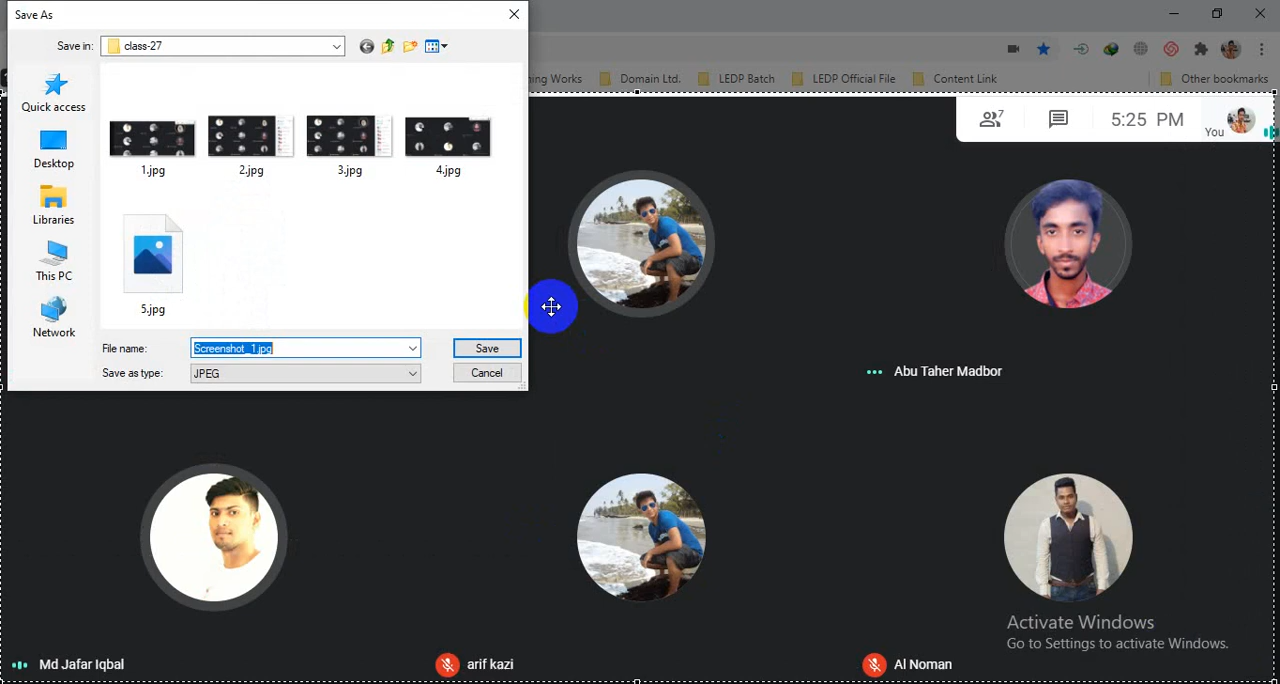 Save As
Save in:
class-27
Quick access
Desktop
Libraries
This PC
Network
1.jpg
2.jpg
3.jpg
4.jpg
5.jpg
File name:
Screenshot_1.jpg
Save
Save as type:
JPEG
Cancel
Works
Domain Ltd.
LEDP Batch
LEDP Official File
Content Link
Other bookmarks
7
5:25 PM
You
Abu Taher Madbor
Md Jafar Iqbal
arif kazi
Al Noman
Activate Windows
Go to Settings to activate Windows.